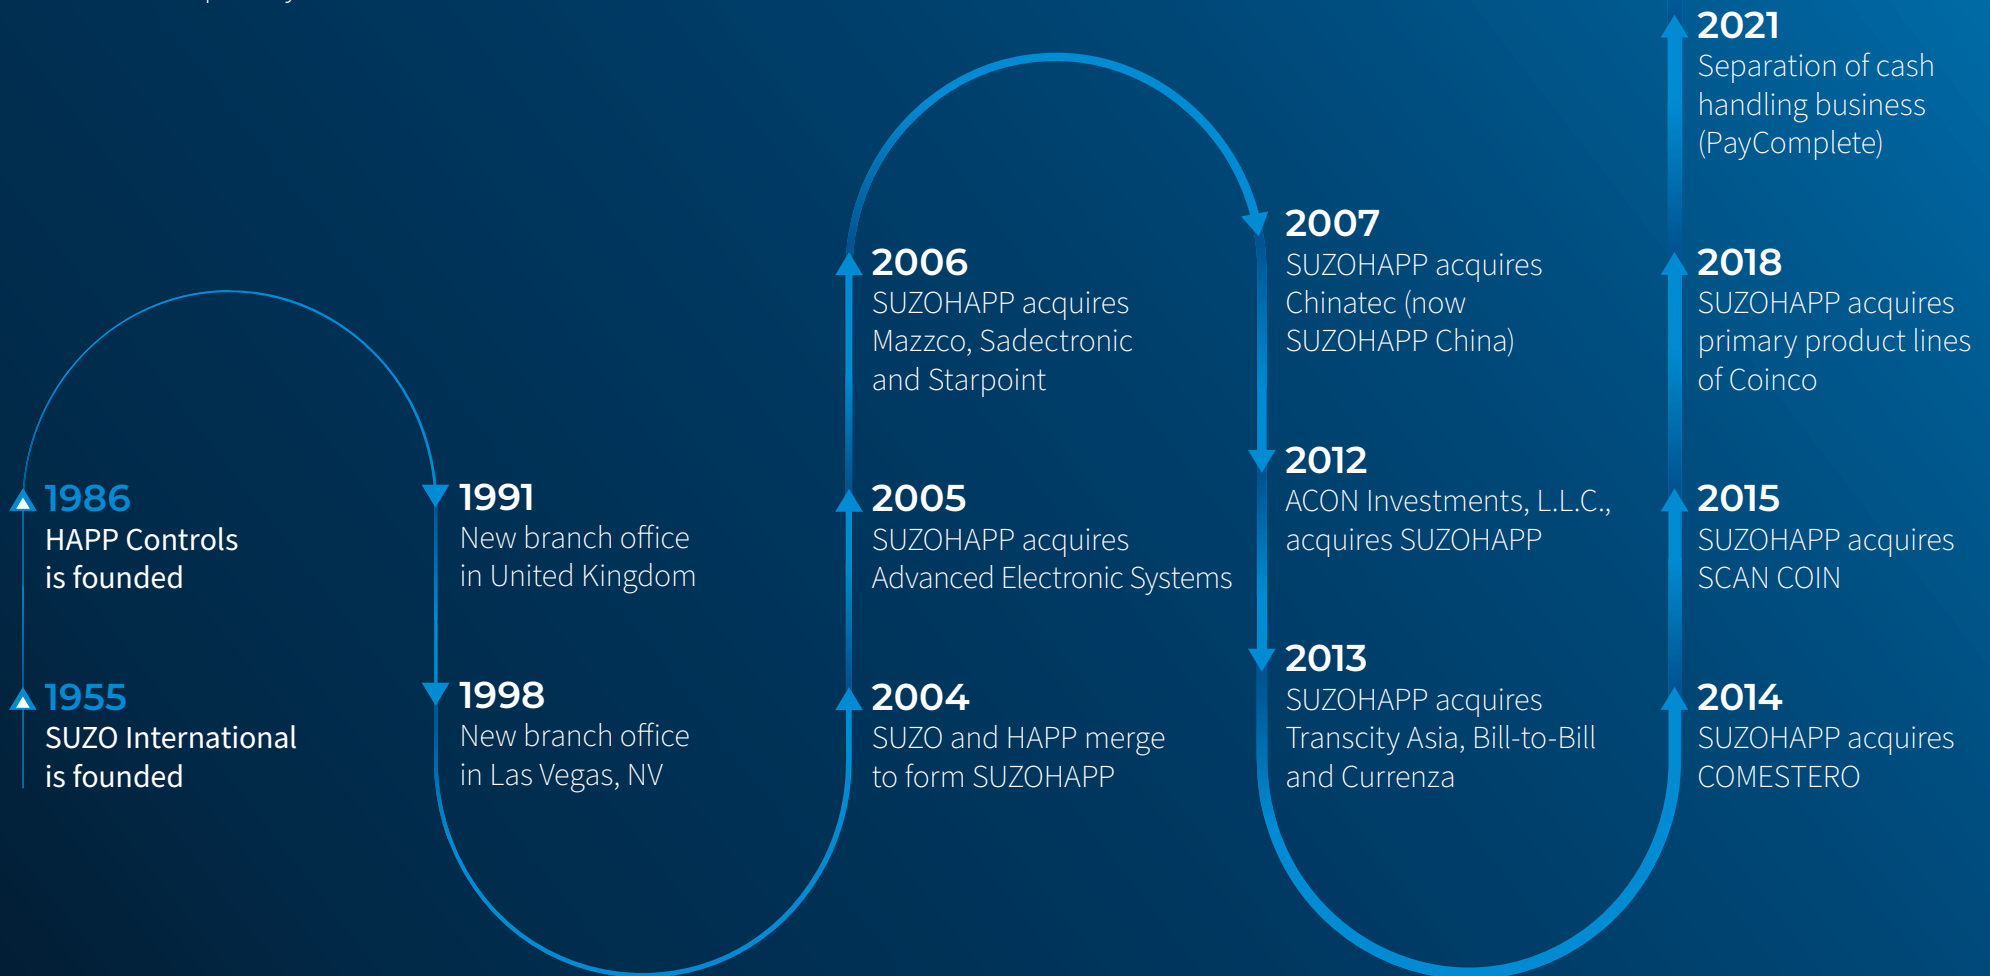 1955
SUZO International
is founded
1986
HAPP Controls
is founded
1991
New branch office
in United Kingdom
1998
New branch office
in Las Vegas, NV
2004
SUZO and HAPP merge
to form SUZOHAPP
2005
SUZOHAPP acquires
Advanced Electronic Systems
2006
SUZOHAPP acquires
Mazzco, Sadectronic
and Starpoint
2007
SUZOHAPP acquires
Chinatec (now
SUZOHAPP China)
2012
ACON Investments, L.L.C.,
acquires SUZOHAPP
2013
SUZOHAPP acquires
Transcity Asia, Bill-to-Bill
and Currenza
2014
SUZOHAPP acquires
COMESTERO
2015
SUZOHAPP acquires
SCAN COIN
2018
SUZOHAPP acquires
primary product lines
of Coinco
2021
Separation of cash
handling business
(PayComplete)